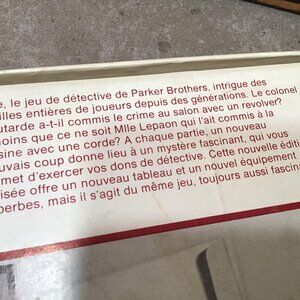 , le jeu de détective de Parker Brothers, intrigue des
illes entières de joueurs depuis des générations. Le colonel
utarde a-t-il commis le crime au salon avec un revolver?
moins que ce ne soit Mlle Lepaon qui l'ait commis à la
sine avec une corde? A chaque partie, un nouveau
uvais coup donne lieu à un mystère fascinant, qui vous
met d'exercer vos dons de détective. Cette nouvelle édit
isée offre un nouveau tableau et un nouvel équipement
perbes, mais il s'agit du même jeu, toujours aussi fascina